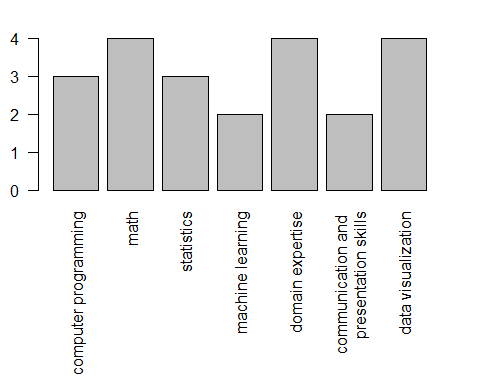 4
3
2
1
0
computer programming
math
statistics
machine learning
domain expertise
communication and
presentation skills
data visualization